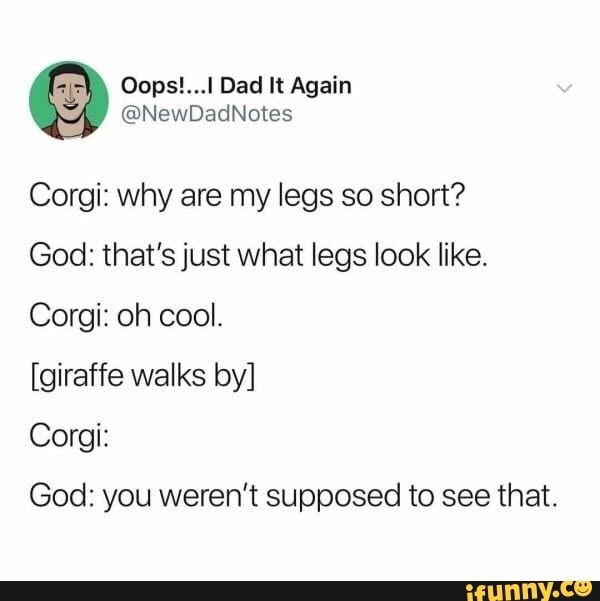 Oops!...I Dad It Again
@NewDadNotes
Corgi: why are my legs so short?
God: that's just what legs look like.
Corgi: oh cool.
[giraffe walks by]
Corgi:
God: you weren't supposed to see that.
ifunny.co